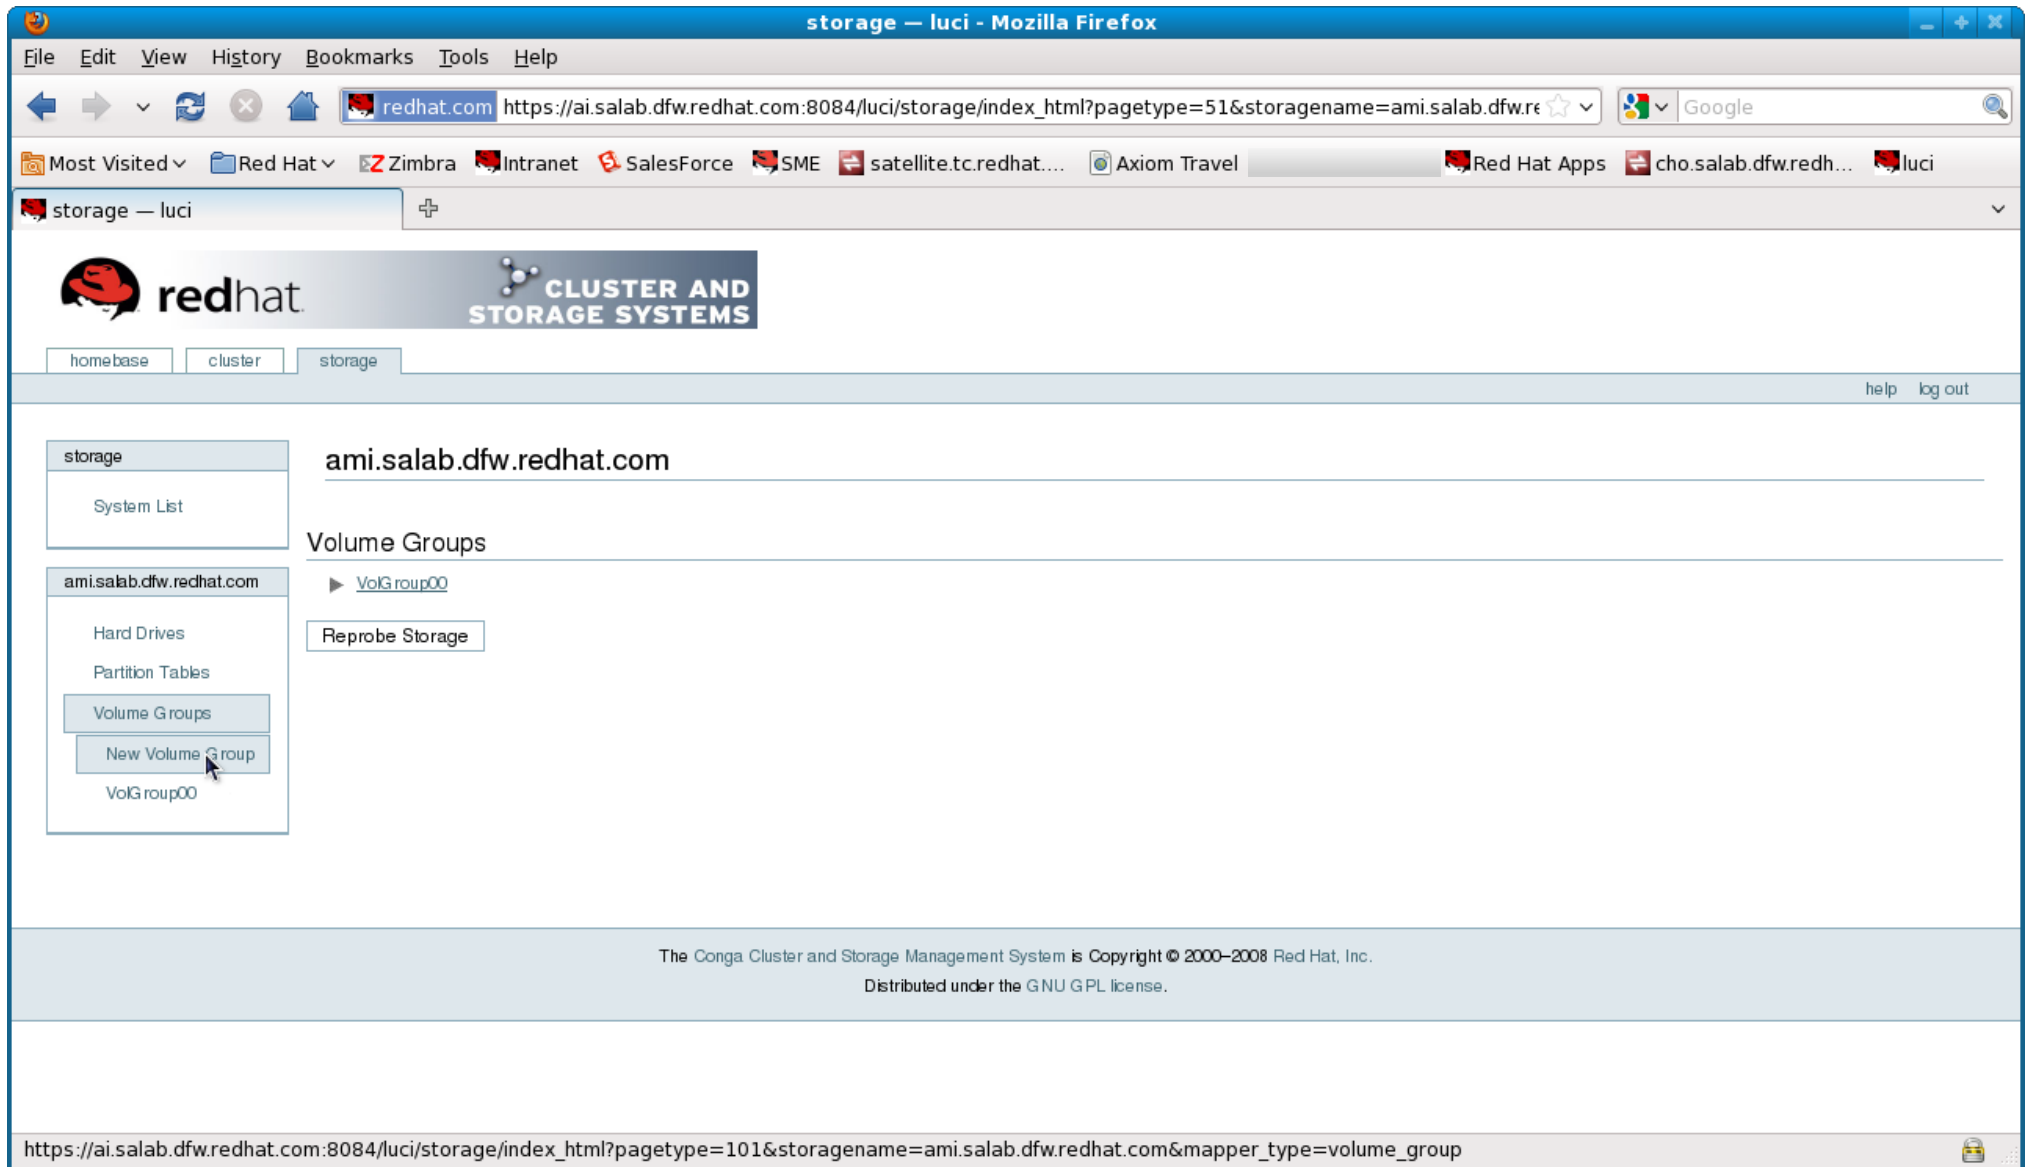 storage — luci - Mozilla Firefox
File Edit View History Bookmarks Tools Help
redhat.com https://ai.salab.dfw.redhat.com:8084/luci/storage/index_html?pagetype=51&storagename=ami.salab.dfw.re Google
Most Visited Red Hat Zimbra Intranet SalesForce SME satellite.tc.redhat.... Axiom Travel Red Hat Apps cho.salab.dfw.redh... luci
storage — luci
redhat. CLUSTER AND
STORAGE SYSTEMS
homebase cluster storage
help log out
storage
System List
ami.salab.dfw.redhat.com
Hard Drives
Partition Tables
Volume Groups
New Volume Group
VolGroup00
ami.salab.dfw.redhat.com
Volume Groups
VolGroup00
Reprobe Storage
The Conga Cluster and Storage Management System is Copyright © 2000–2008 Red Hat, Inc.
Distributed under the GNU GPL license.
https://ai.salab.dfw.redhat.com:8084/luci/storage/index_html?pagetype=101&storagename=ami.salab.dfw.redhat.com&mapper_type=volume_group